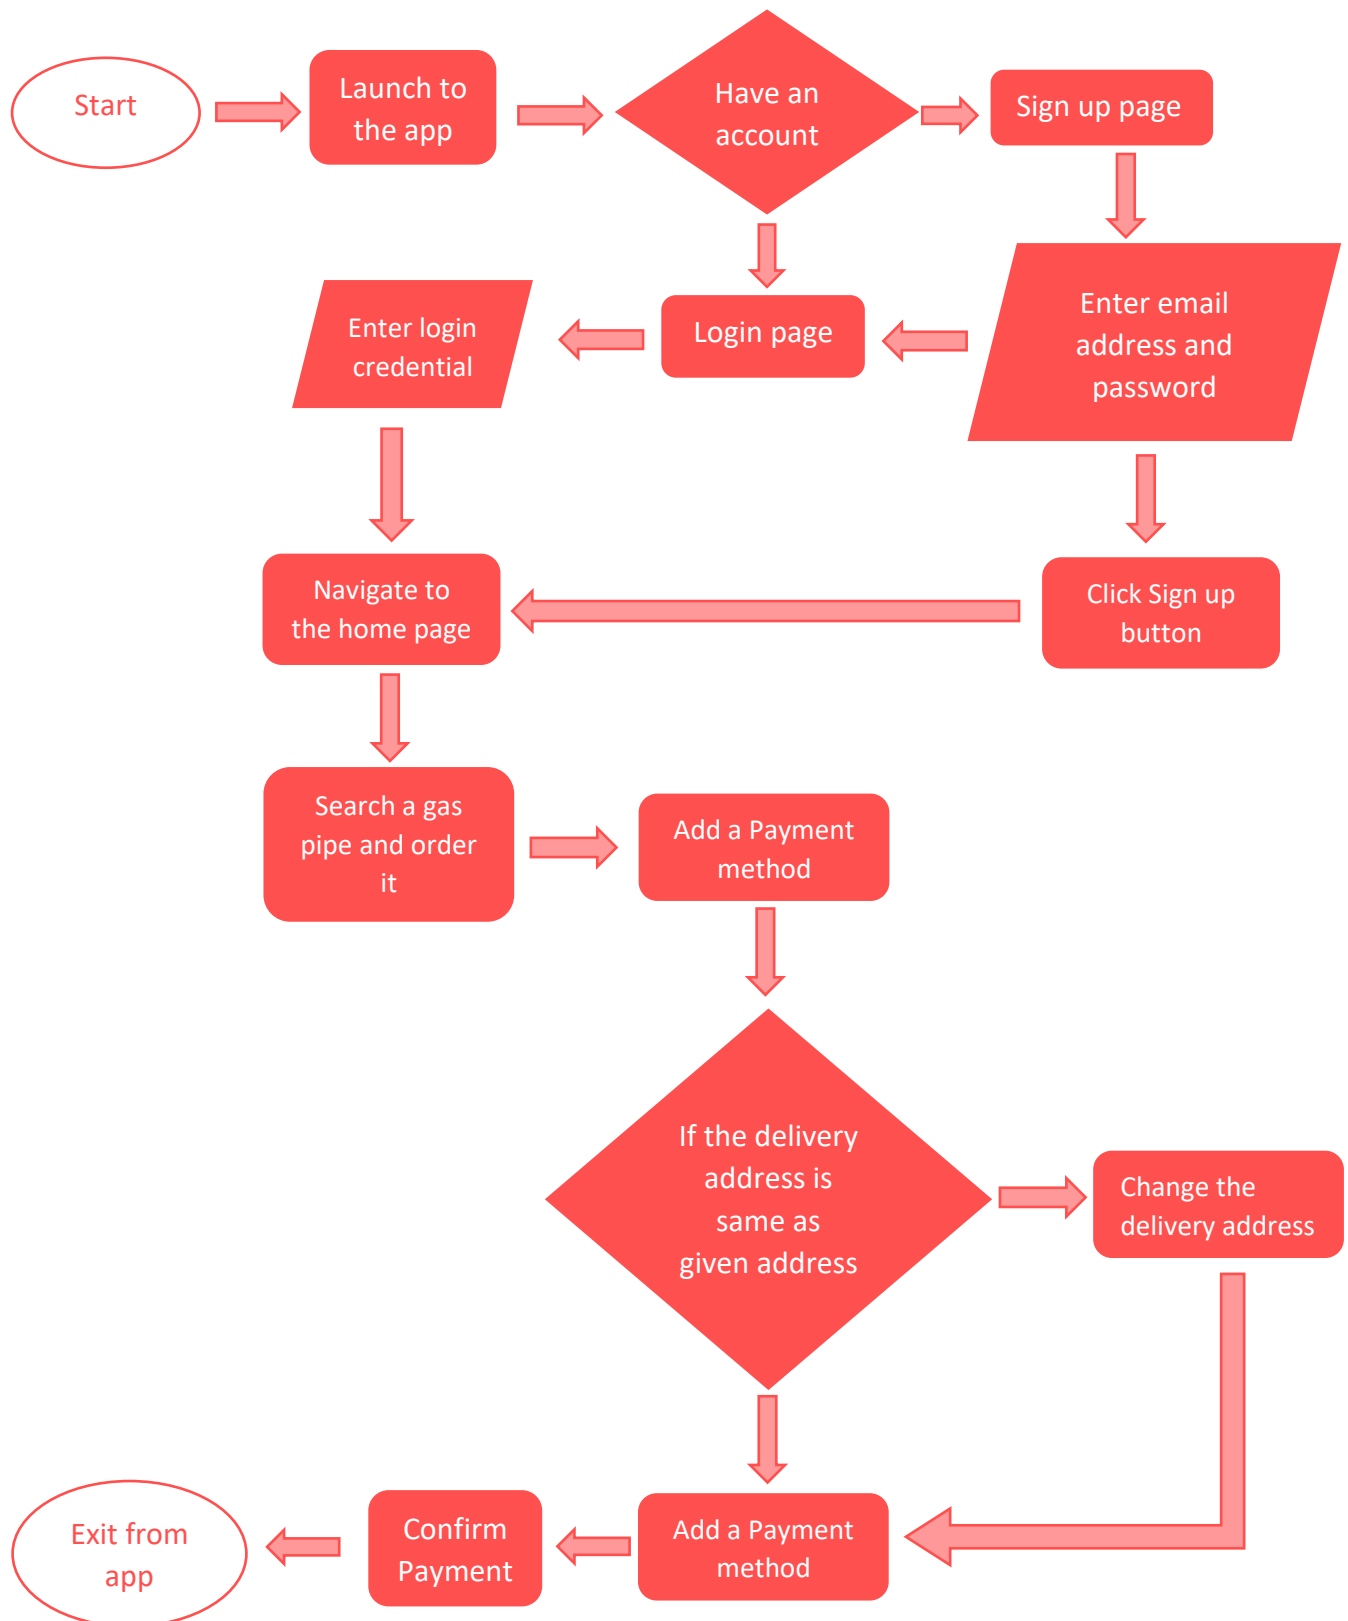 Start
Launch to
the app
Have an
account
Sign up page
Enter email
address and
password
Login page
Enter login
credential
Navigate to
the home page
Click Sign up
button
Search a gas
pipe and order
it
Add a Payment
method
If the delivery
address is
same as
given address
Change the
delivery address
Add a Payment
method
Confirm
Payment
Exit from
app